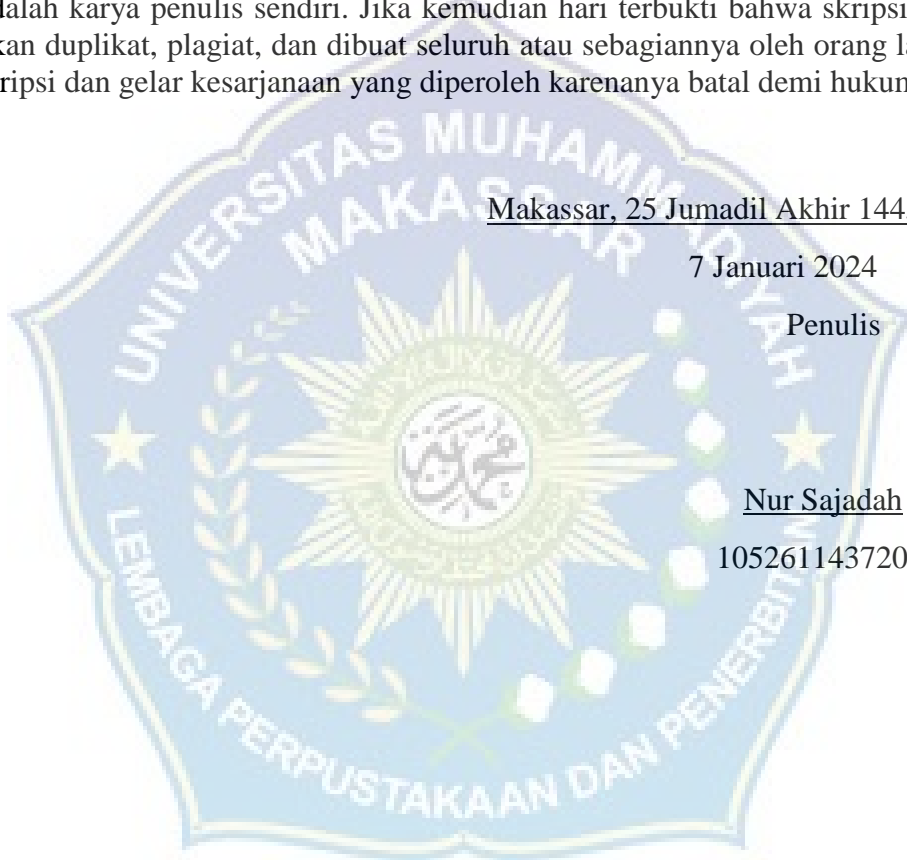 dalah karya penulis sendiri. Jika kemudian hari terbukti bahwa skripsi
kan duplikat, plagiat, dan dibuat seluruh atau sebagiannya oleh orang la
ripsi dan gelar kesarjanaan yang diperoleh karenanya batal demi hukum
UNIVERSITAS MUHAMMADIYAH
MAKASSAR
Makassar, 25 Jumadil Akhir 144
7 Januari 2024
Penulis
Nur Sajadah
105261143720
LEMBAGA PERPUSTAKAAN DAN PENERBITAN